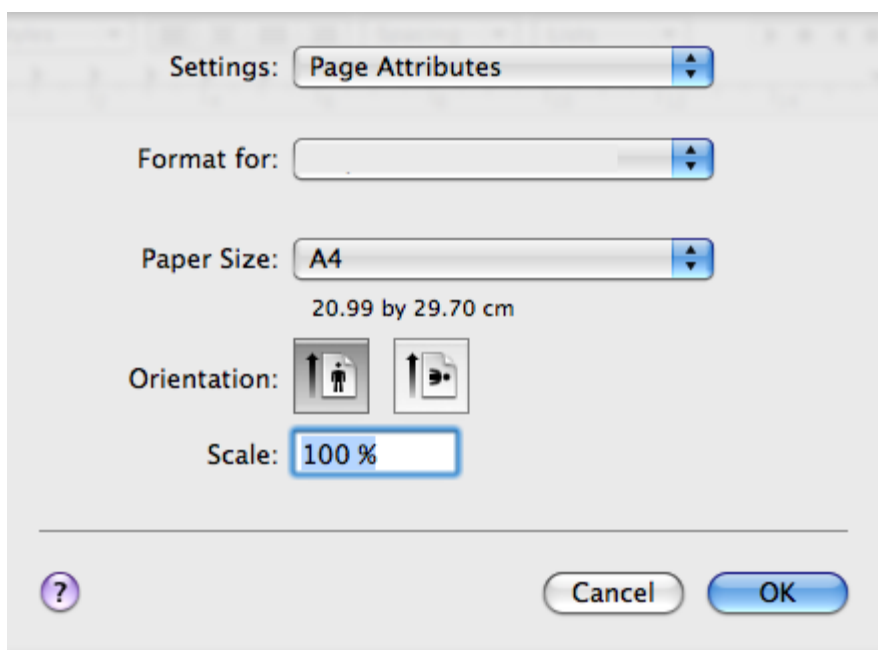 Settings: Page Attributes
Format for:
Paper Size: A4
20.99 by 29.70 cm
Orientation:
Scale: 100 %
? Cancel OK